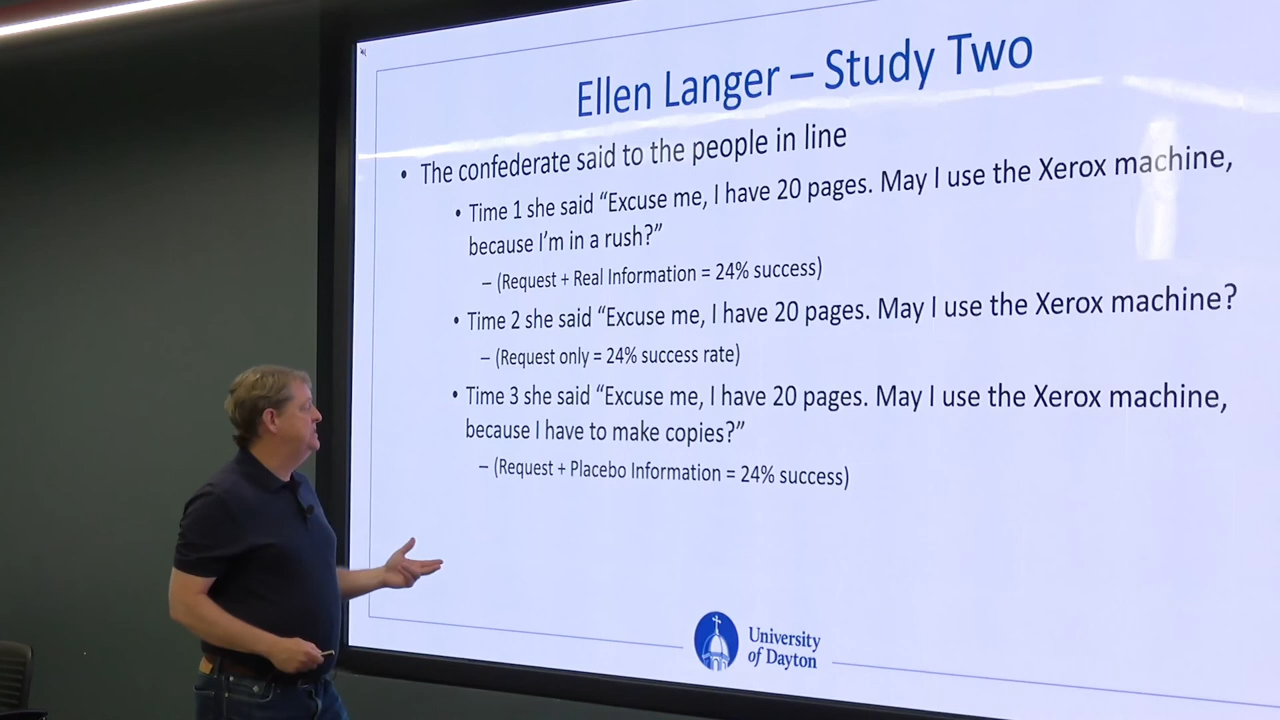 Ellen Langer – Study Two
• The confederate said to the people in line
• Time 1 she said “Excuse me, I have 20 pages. May I use the Xerox machine,
because I’m in a rush?”
– (Request + Real Information = 24% success)
• Time 2 she said “Excuse me, I have 20 pages. May I use the Xerox machine?
– (Request only = 24% success rate)
• Time 3 she said “Excuse me, I have 20 pages. May I use the Xerox machine,
because I have to make copies?”
– (Request + Placebo Information = 24% success)
University
of Dayton